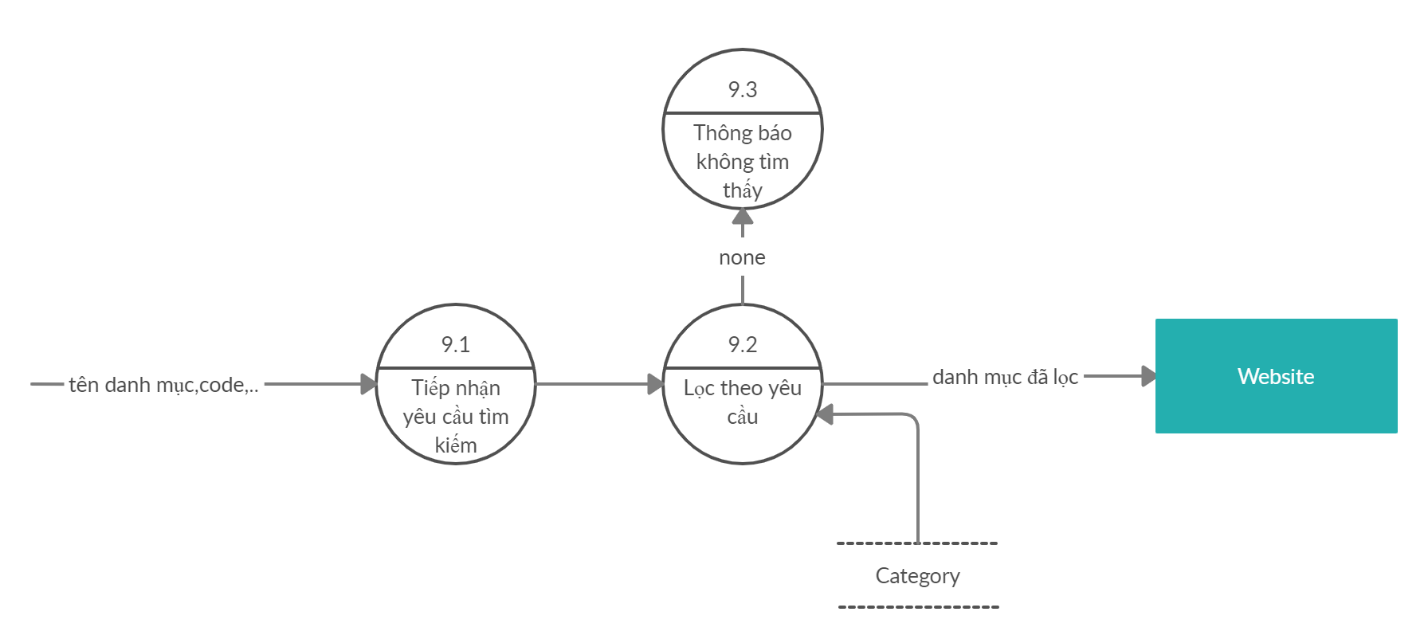 9.3
Thông báo
không tìm
thấy
none
9.1
Tiếp nhận
yêu cầu tìm
kiếm
9.2
Lọc theo yêu
cầu
tên danh mục,code,..
danh mục đã lọc
Website
Category